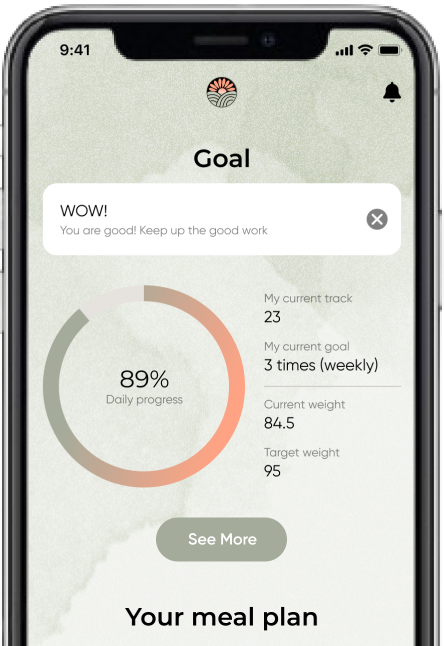 9:41
Goal
WOW!
You are good! Keep up the good work
89%
Daily progress
My current track
23
My current goal
3 times (weekly)
Current weight
84.5
Target weight
95
See More
Your meal plan